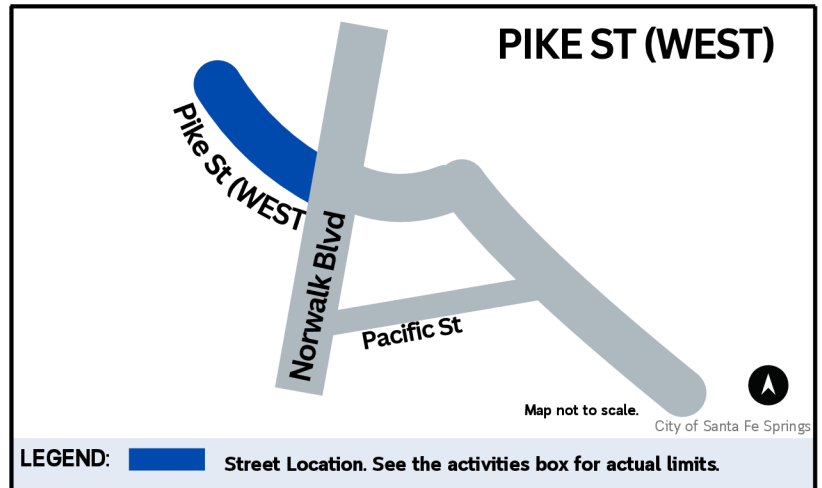 PIKE ST (WEST)
Pike St (WEST
Norwalk Blvd
Pacific St
Map not to scale.
City of Santa Fe Springs
LEGEND:
Street Location. See the activities box for actual limits.